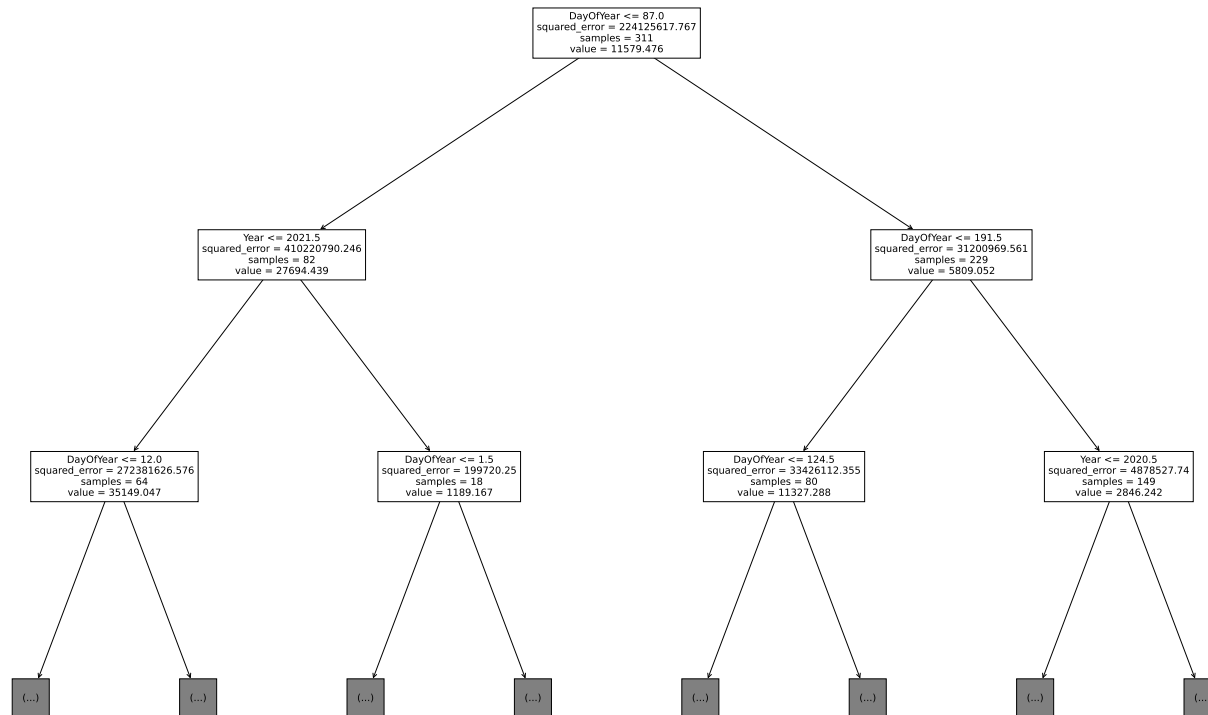 DayOfYear <= 87.0
squared_error = 224125617.767
samples = 311
value = 11579.476
Year <= 2021.5
squared_error = 410220790.246
samples = 82
value = 27694.439
DayOfYear <= 191.5
squared_error = 31200969.561
samples = 229
value = 5809.052
DayOfYear <= 12.0
squared_error = 272381626.576
samples = 64
value = 35149.047
DayOfYear <= 1.5
squared_error = 199720.25
samples = 18
value = 1189.167
DayOfYear <= 124.5
squared_error = 33426112.355
samples = 80
value = 11327.288
Year <= 2020.5
squared_error = 4878527.74
samples = 149
value = 2846.242
(...)
(...)
(...)
(...)
(...)
(...)
(...)
(...